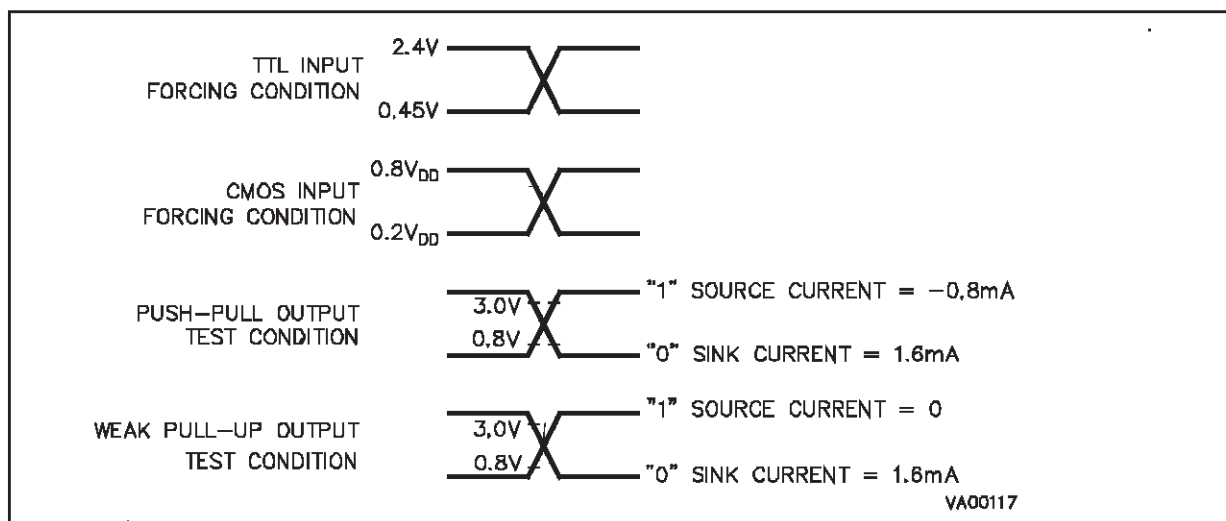 2.4V
TTL INPUT
FORCING CONDITION
0.45V
0.8VDD
CMOS INPUT
FORCING CONDITION
0.2VDD
"1" SOURCE CURRENT = −0.8mA
3.0V
PUSH−PULL OUTPUT
TEST CONDITION
0.8V
"0" SINK CURRENT = 1.6mA
"1" SOURCE CURRENT = 0
3.0V
WEAK PULL−UP OUTPUT
TEST CONDITION
0.8V
"0" SINK CURRENT = 1.6mA
VA00117